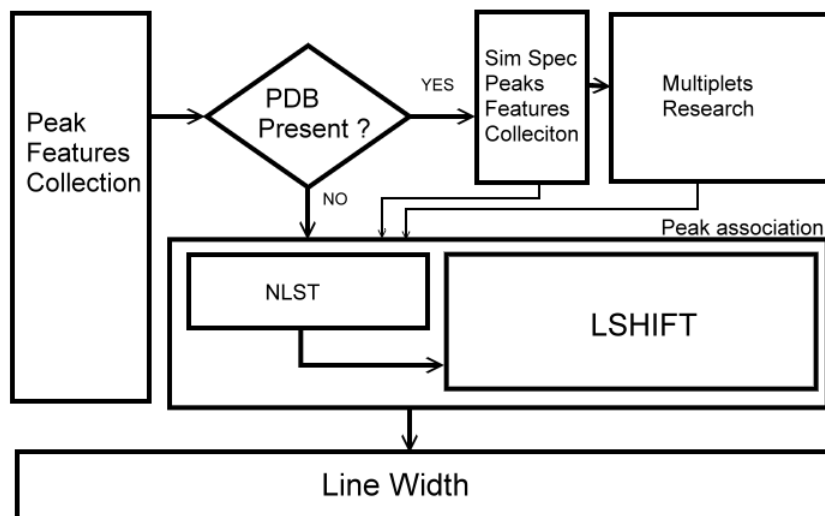 Peak
Features
Collection
PDB
Present ?
YES
NO
Sim Spec
Peaks
Features
Colleciton
Multiplets
Research
Peak association
NLST
LSHIFT
Line Width